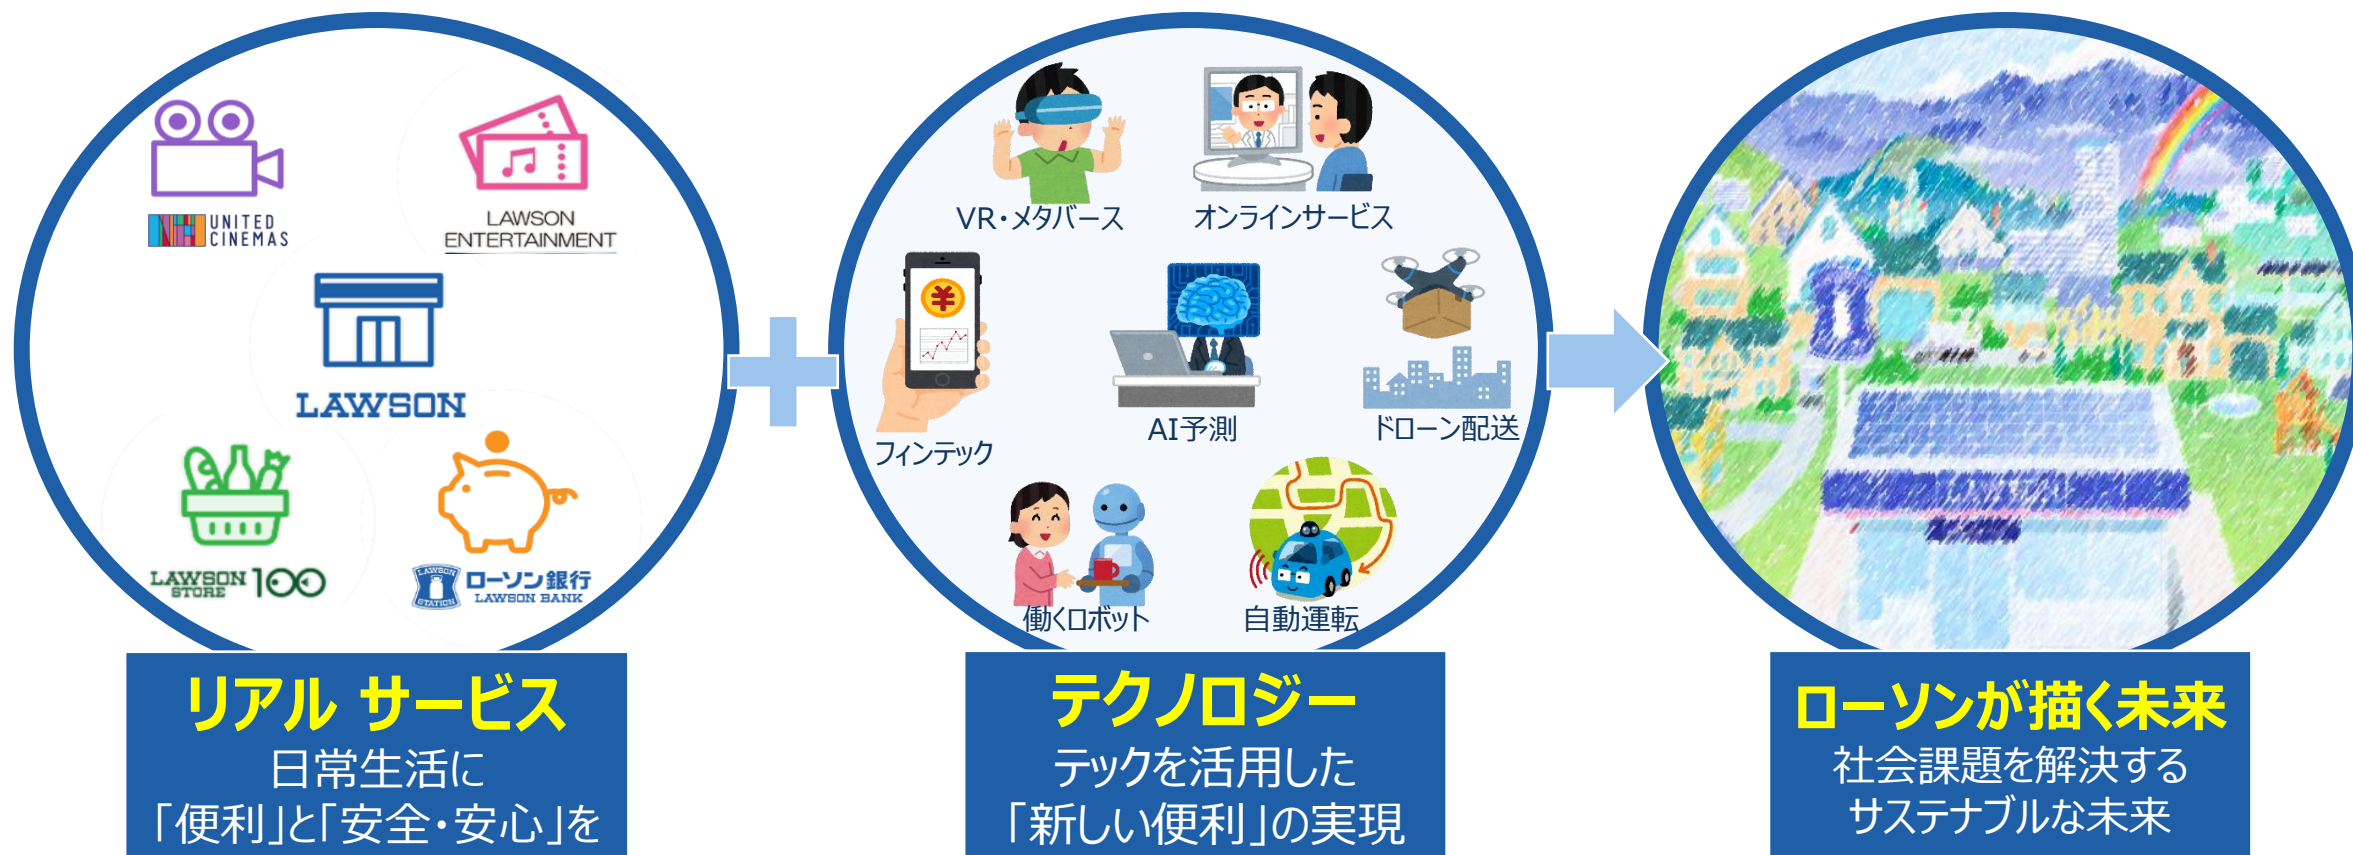 UNITED
CINEMAS
LAWSON
ENTERTAINMENT
LAWSON
LAWSON
STORE 100
LAWSON
STATION
ローソン銀行
LAWSON BANK
リアル サービス
日常生活に
「便利」と「安全・安心」を
VR・メタバース
オンラインサービス
¥
フィンテック
AI予測
ドローン配送
働くロボット
自動運転
テクノロジー
テックを活用した
「新しい便利」の実現
ローソンが描く未来
社会課題を解決する
サステナブルな未来